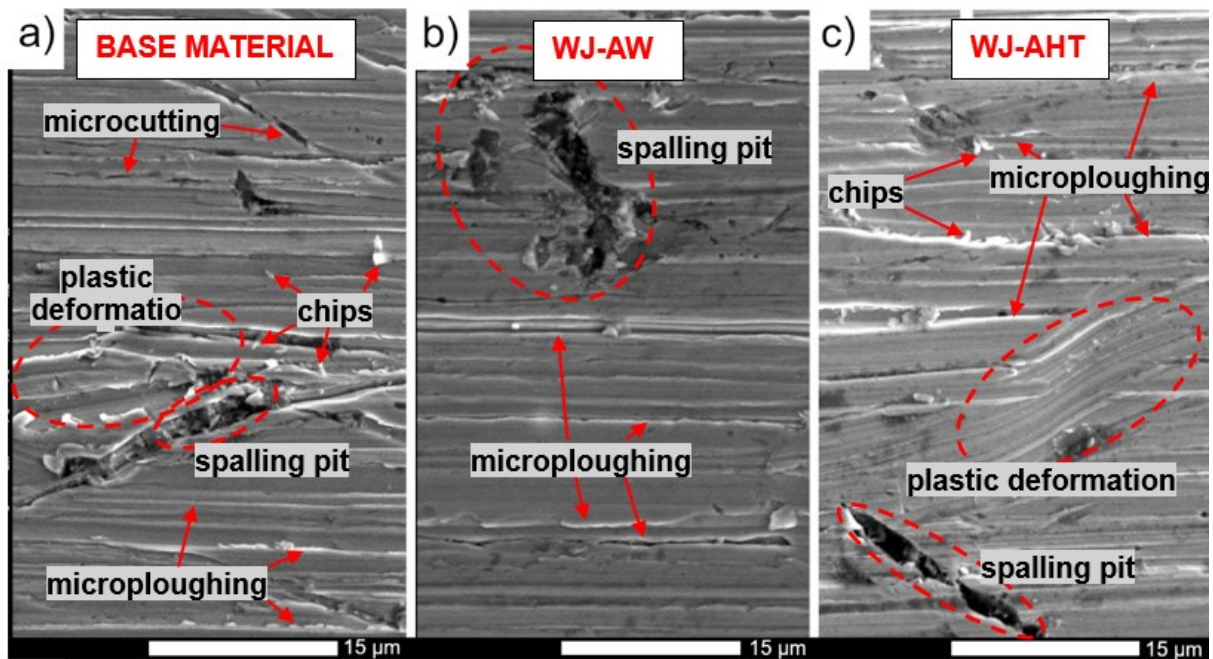 a)
BASE MATERIAL
microcutting
plastic
deformatio
chips
spalling pit
microploughing
15 µm
b)
WJ-AW
spalling pit
microploughing
15 µm
c)
WJ-AHT
chips
microploughing
plastic deformation
spalling pit
15 µm